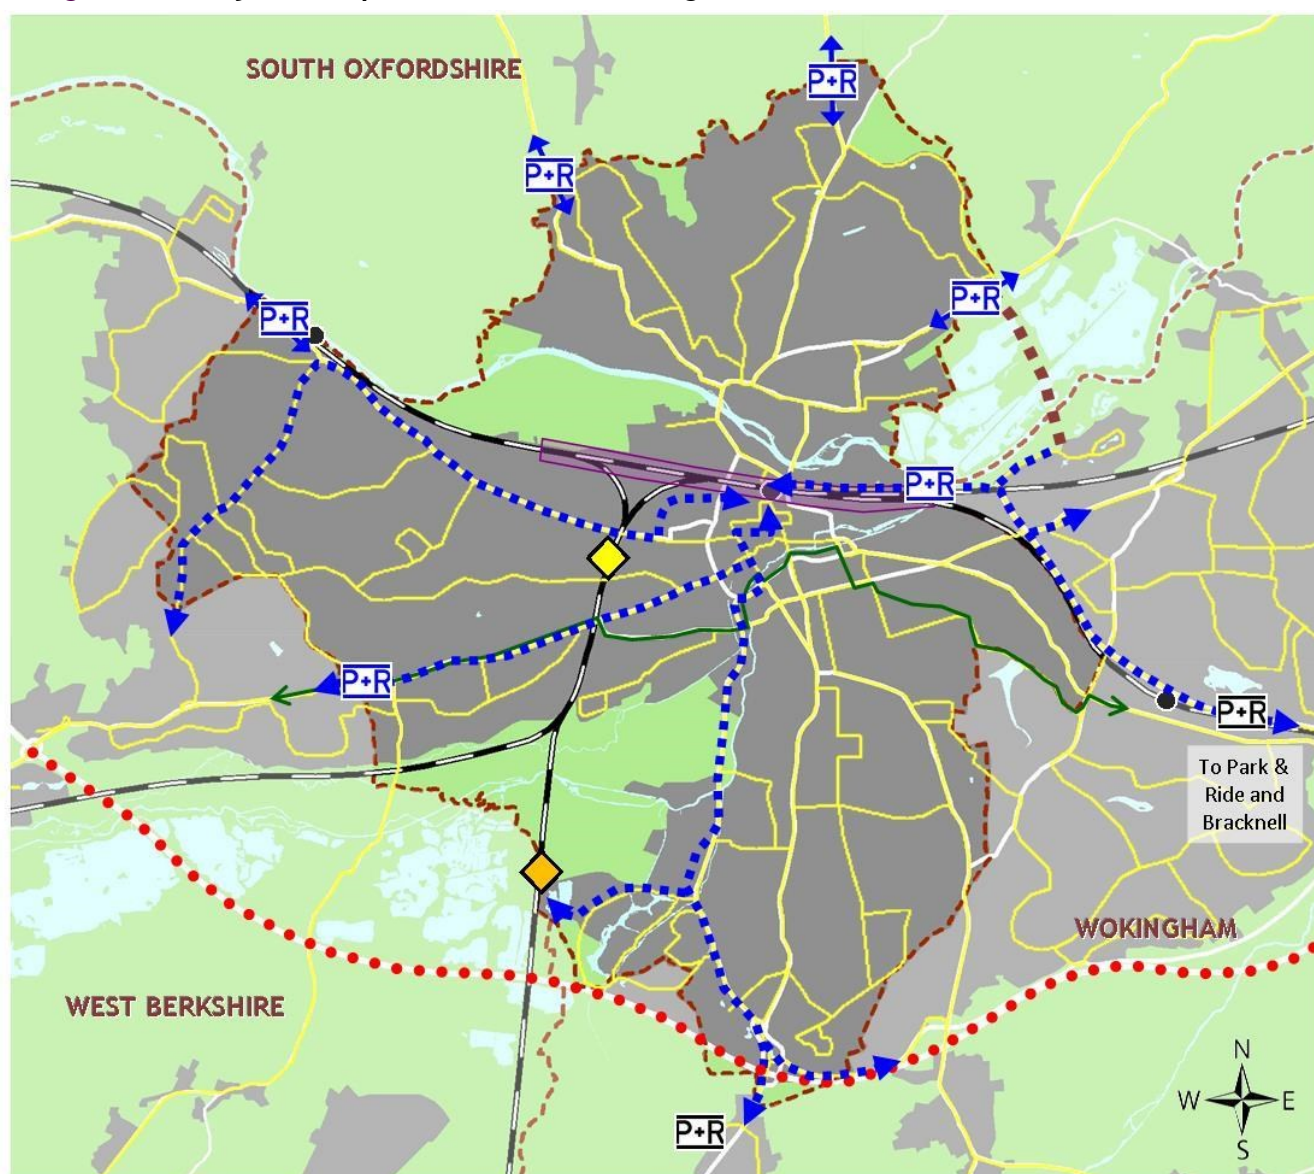 SOUTH OXFORDSHIRE
P+R
P+R
P+R
P+R
P+R
P+R
P+R
To Park &
Ride and
Bracknell
WOKINGHAM
WEST BERKSHIRE
N
W E
S
P+R